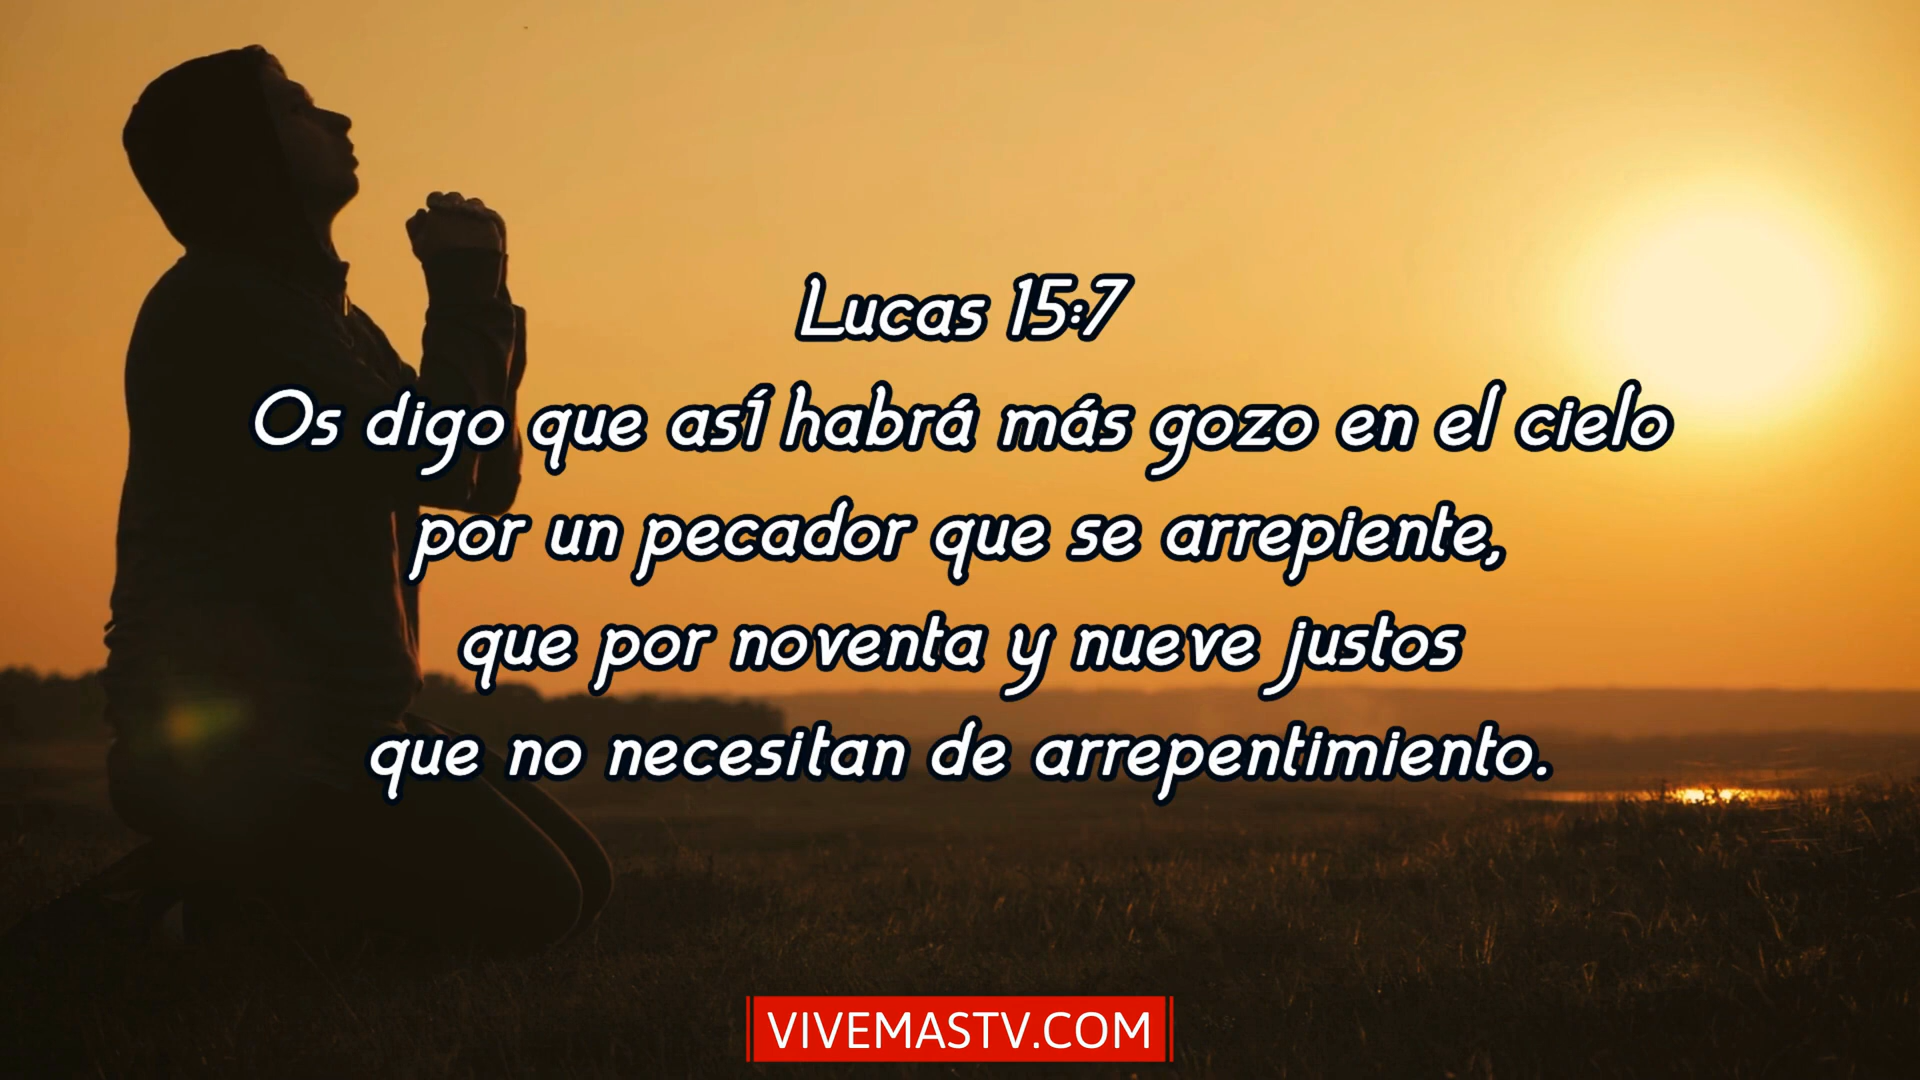 Lucas 15:7
Os digo que así habrá más gozo en el cielo
por un pecador que se arrepiente,
que por noventa y nueve justos
que no necesitan de arrepentimiento.
VIVEMASTV.COM